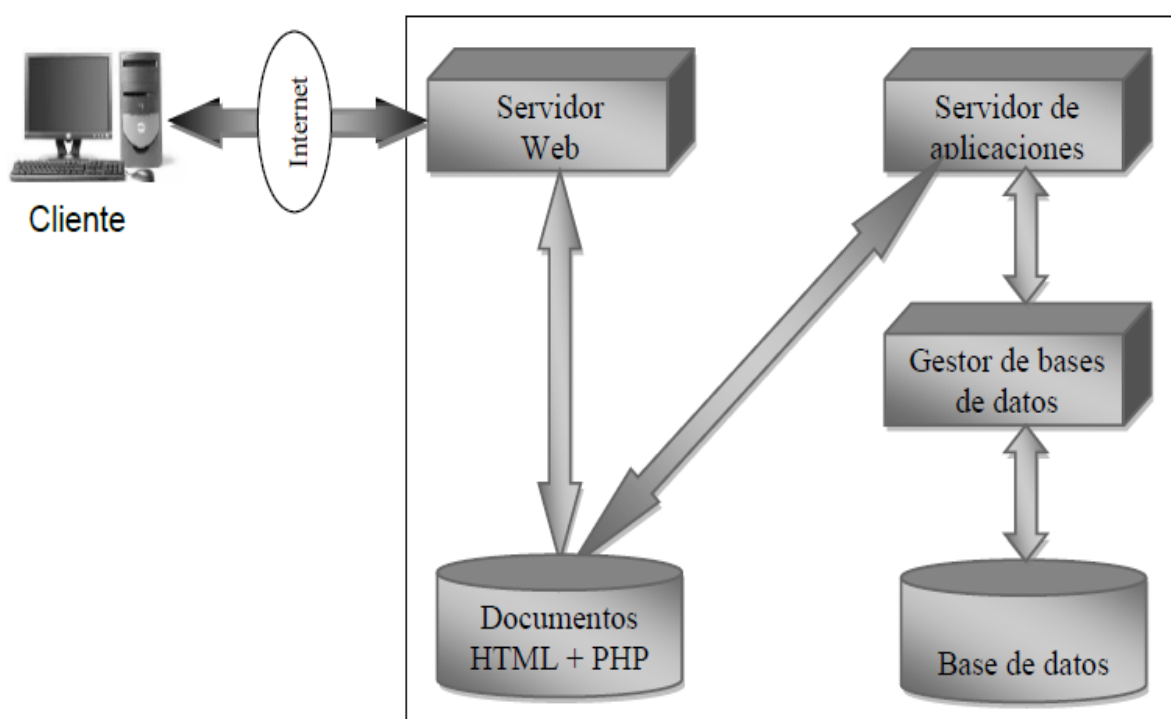 Cliente
Internet
Servidor
Web
Servidor de
aplicaciones
Gestor de bases
de datos
Documentos
HTML + PHP
Base de datos